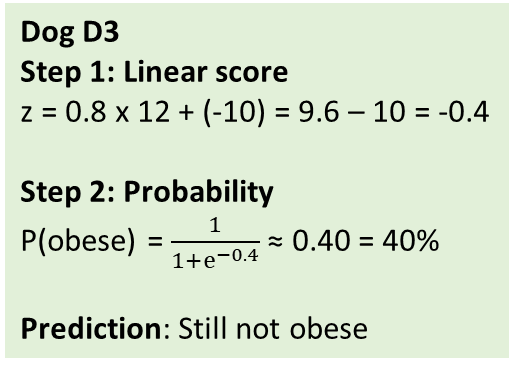 Dog D3
Step 1: Linear score
z = 0.8 x 12 + (-10) = 9.6 – 10 = -0.4
Step 2: Probability
P(obese) = 1/(1+e^−0.4) ≈ 0.40 = 40%
Prediction: Still not obese